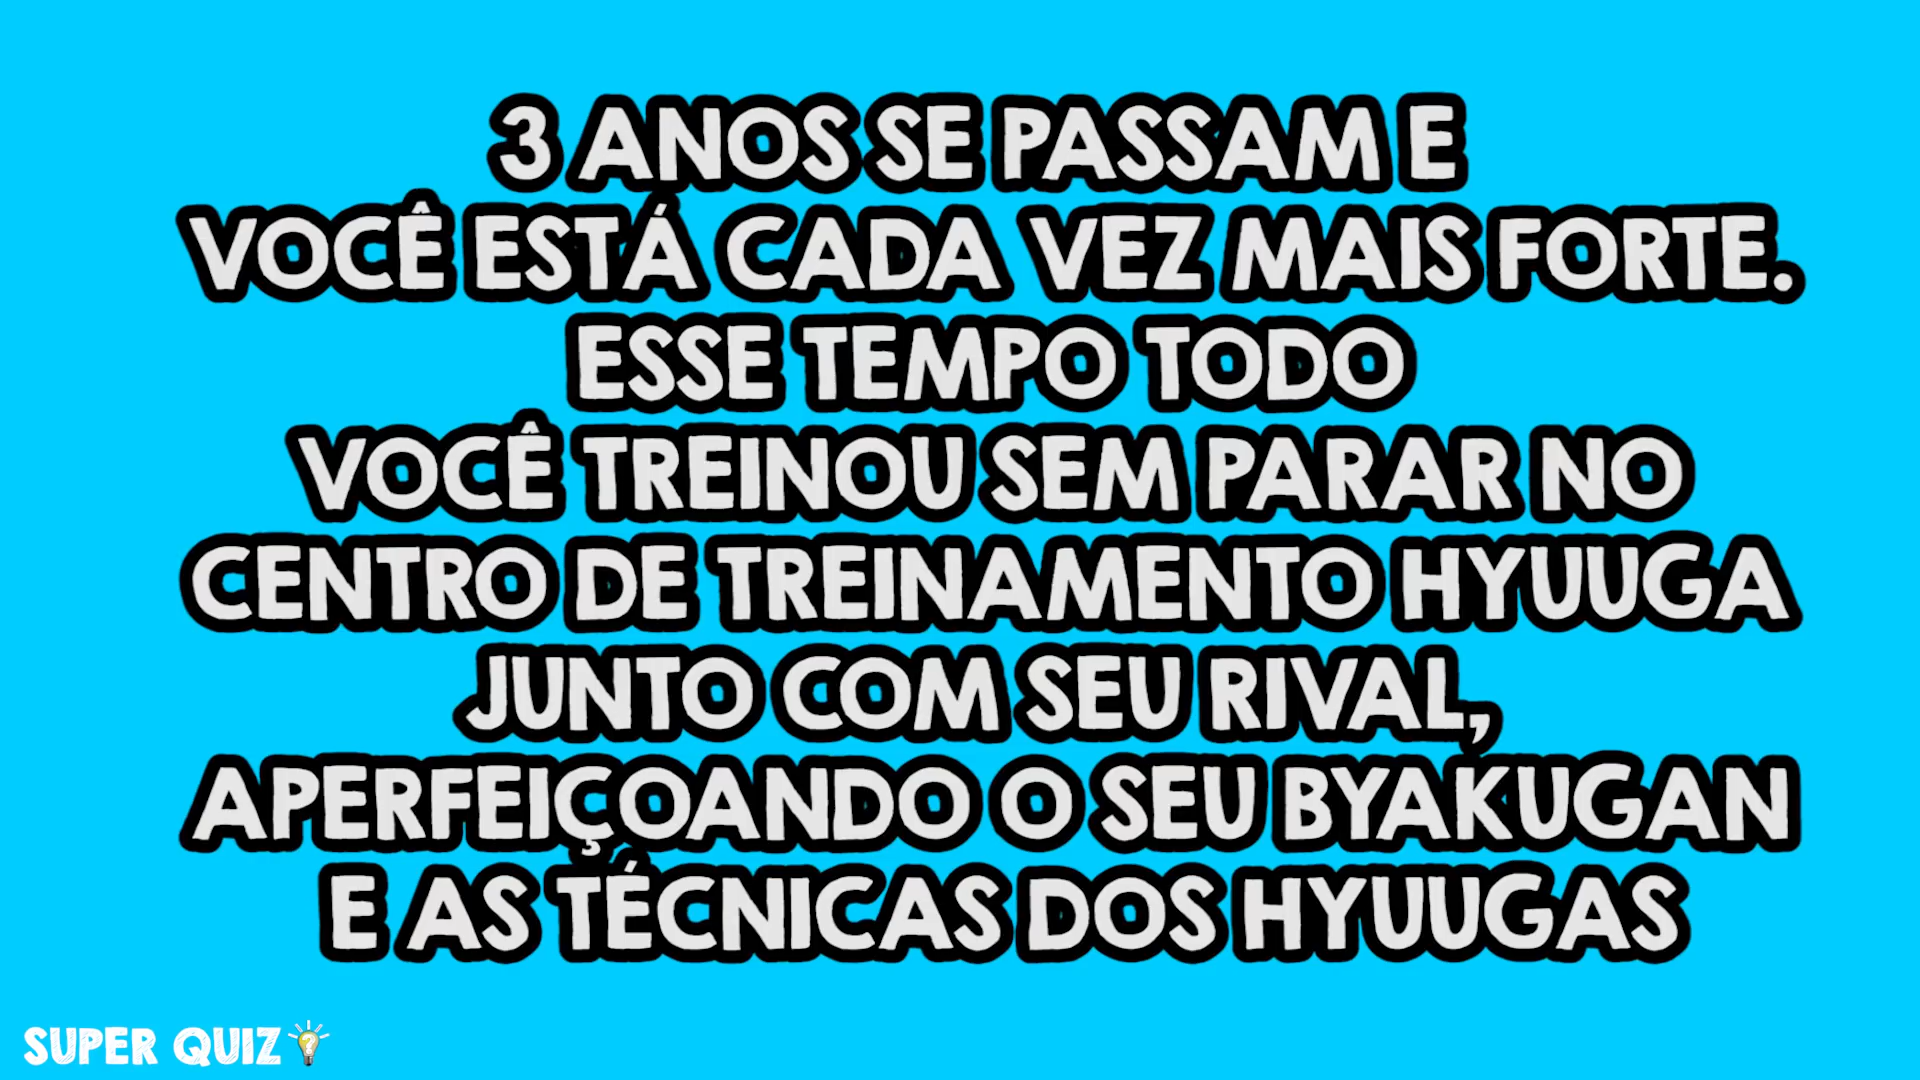 3 ANOS SE PASSAM E
VOCÊ ESTÁ CADA VEZ MAIS FORTE.
ESSE TEMPO TODO
VOCÊ TREINOU SEM PARAR NO
CENTRO DE TREINAMENTO HYUUGA
JUNTO COM SEU RIVAL,
APERFEIÇOANDO O SEU BYAKUGAN
E AS TÉCNICAS DOS HYUUGAS
SUPER QUIZ